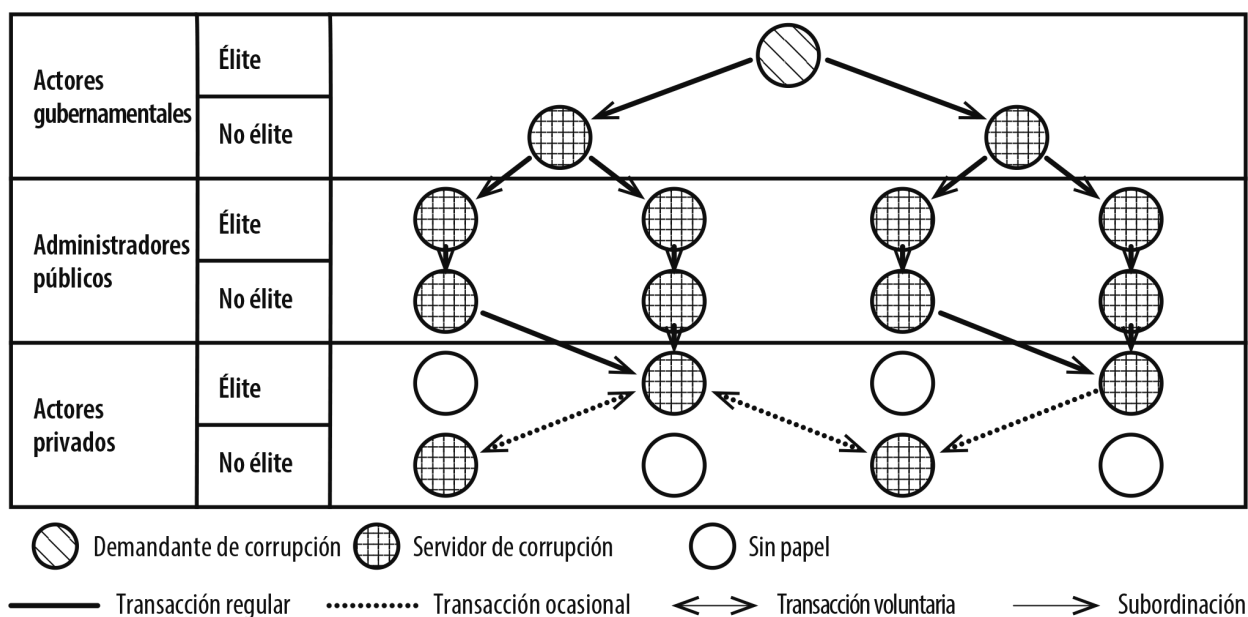 Actores
gubernamentales
Élite
No élite
Administradores
públicos
Élite
No élite
Actores
privados
Élite
No élite
Demandante de corrupción
Servidor de corrupción
Sin papel
Transacción regular
Transacción ocasional
Transacción voluntaria
Subordinación